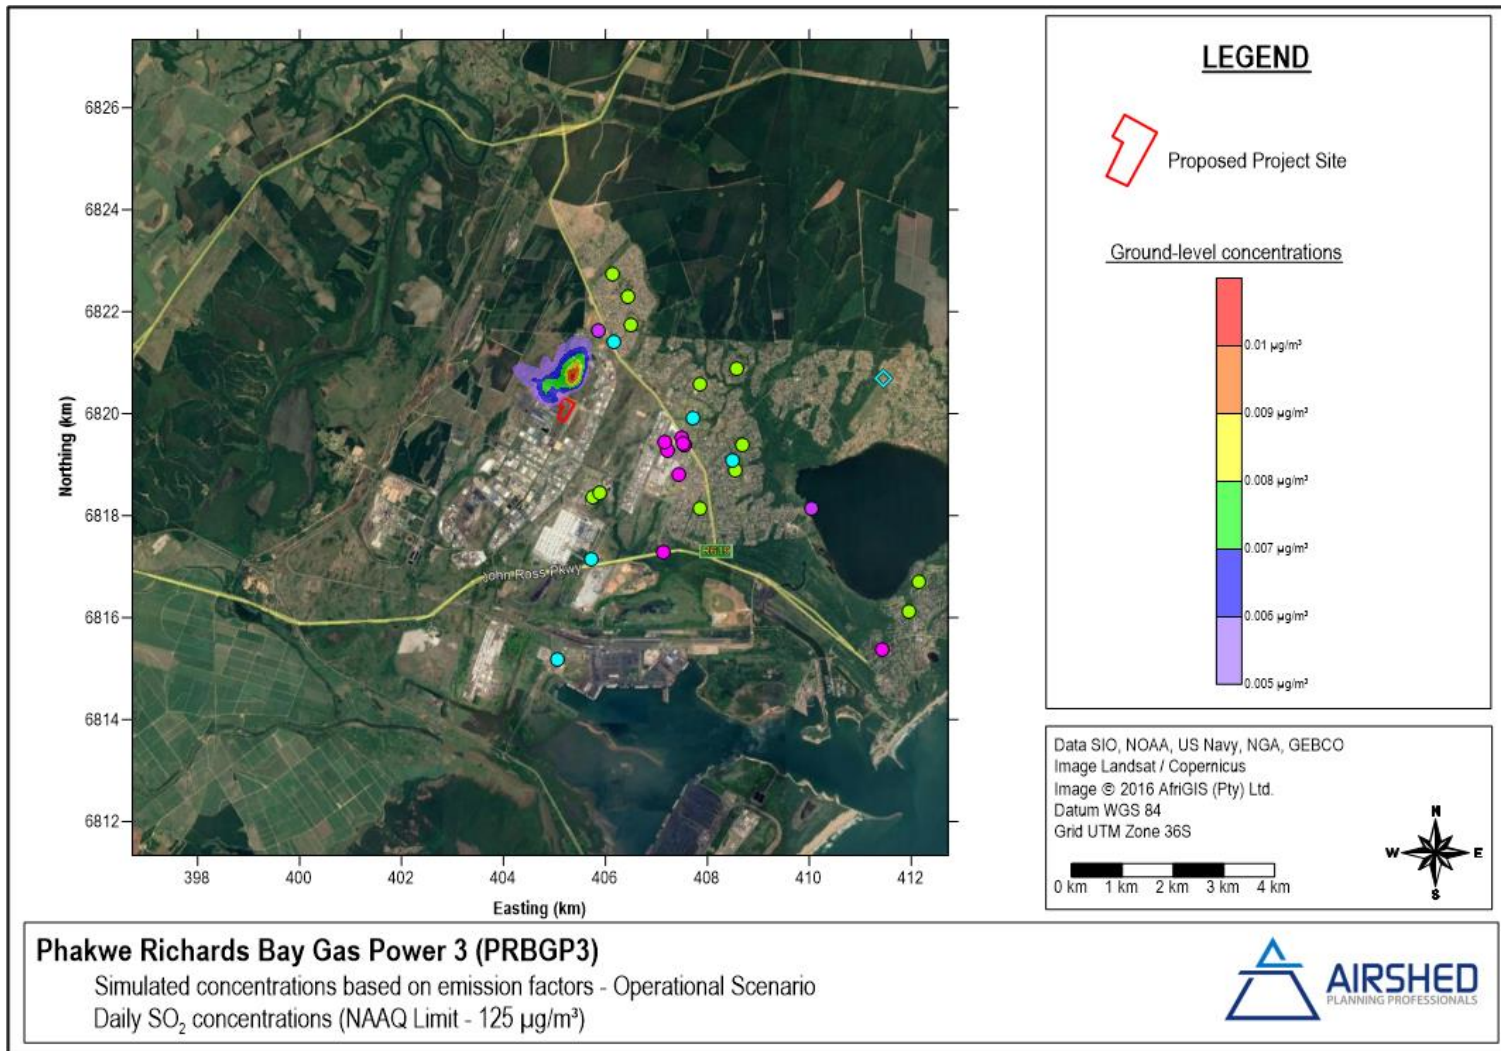 6826
6824
6822
6820
6818
6816
6814
6812
Northing (km)
398
400
402
404
406
408
410
412
Easting (km)
John Ross Pkwy
LEGEND
Proposed Project Site
Ground-level concentrations
0.01 µg/m³
0.009 µg/m³
0.008 µg/m³
0.007 µg/m³
0.006 µg/m³
0.005 µg/m³
Data SIO, NOAA, US Navy, NGA, GEBCO
Image Landsat / Copernicus
Image © 2016 AfriGIS (Pty) Ltd.
Datum WGS 84
Grid UTM Zone 36S
0 km 1 km 2 km 3 km 4 km
N
W E
S
Phakwe Richards Bay Gas Power 3 (PRBGP3)
Simulated concentrations based on emission factors - Operational Scenario
Daily SO₂ concentrations (NAAQ Limit - 125 µg/m³)
AIRSHED
PLANNING PROFESSIONALS